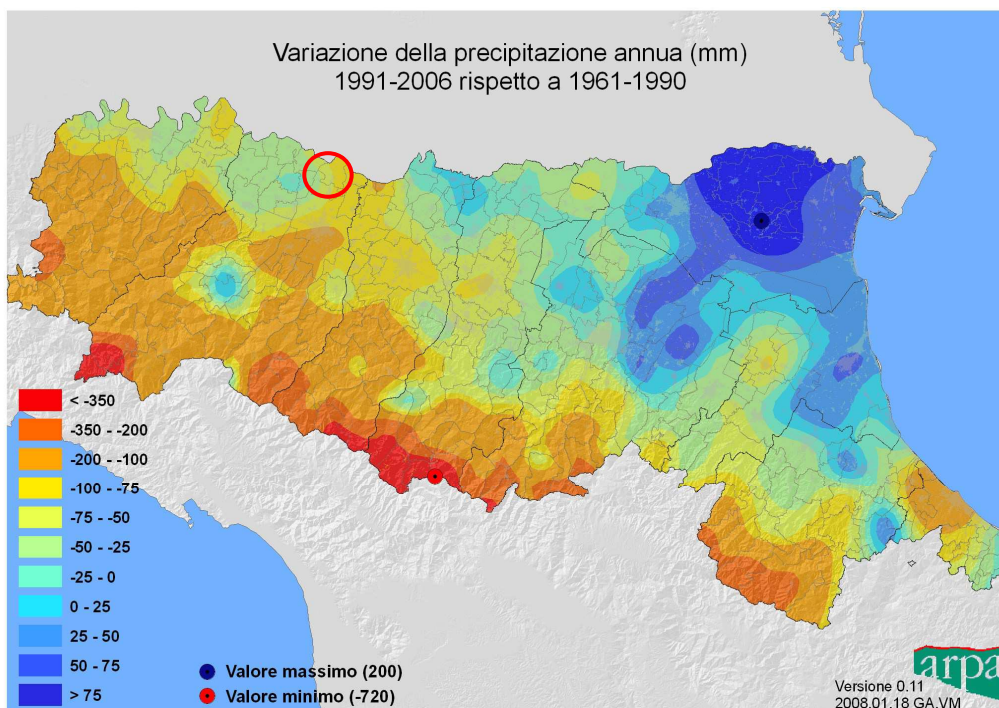 Variazione della precipitazione annua (mm)
1991-2006 rispetto a 1961-1990
< -350
-350 - -200
-200 - -100
-100 - -75
-75 - -50
-50 - -25
-25 - 0
0 - 25
25 - 50
50 - 75
> 75
Valore massimo (200)
Valore minimo (-720)
arpa
Versione 0.11
2008.01.18 GA.VM